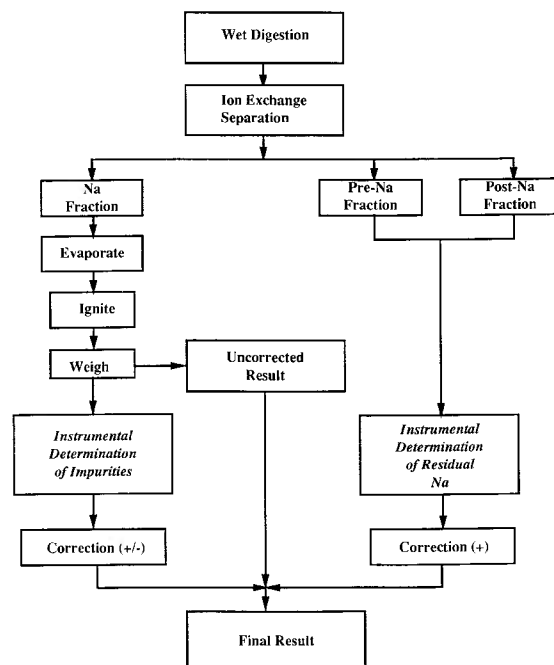 Wet Digestion
Ion Exchange
Separation
Na
Fraction
Pre-Na
Fraction
Post-Na
Fraction
Evaporate
Ignite
Weigh
Uncorrected
Result
Instrumental
Determination
of Impurities
Instrumental
Determination
of Residual
Na
Correction (+/-)
Correction (+)
Final Result